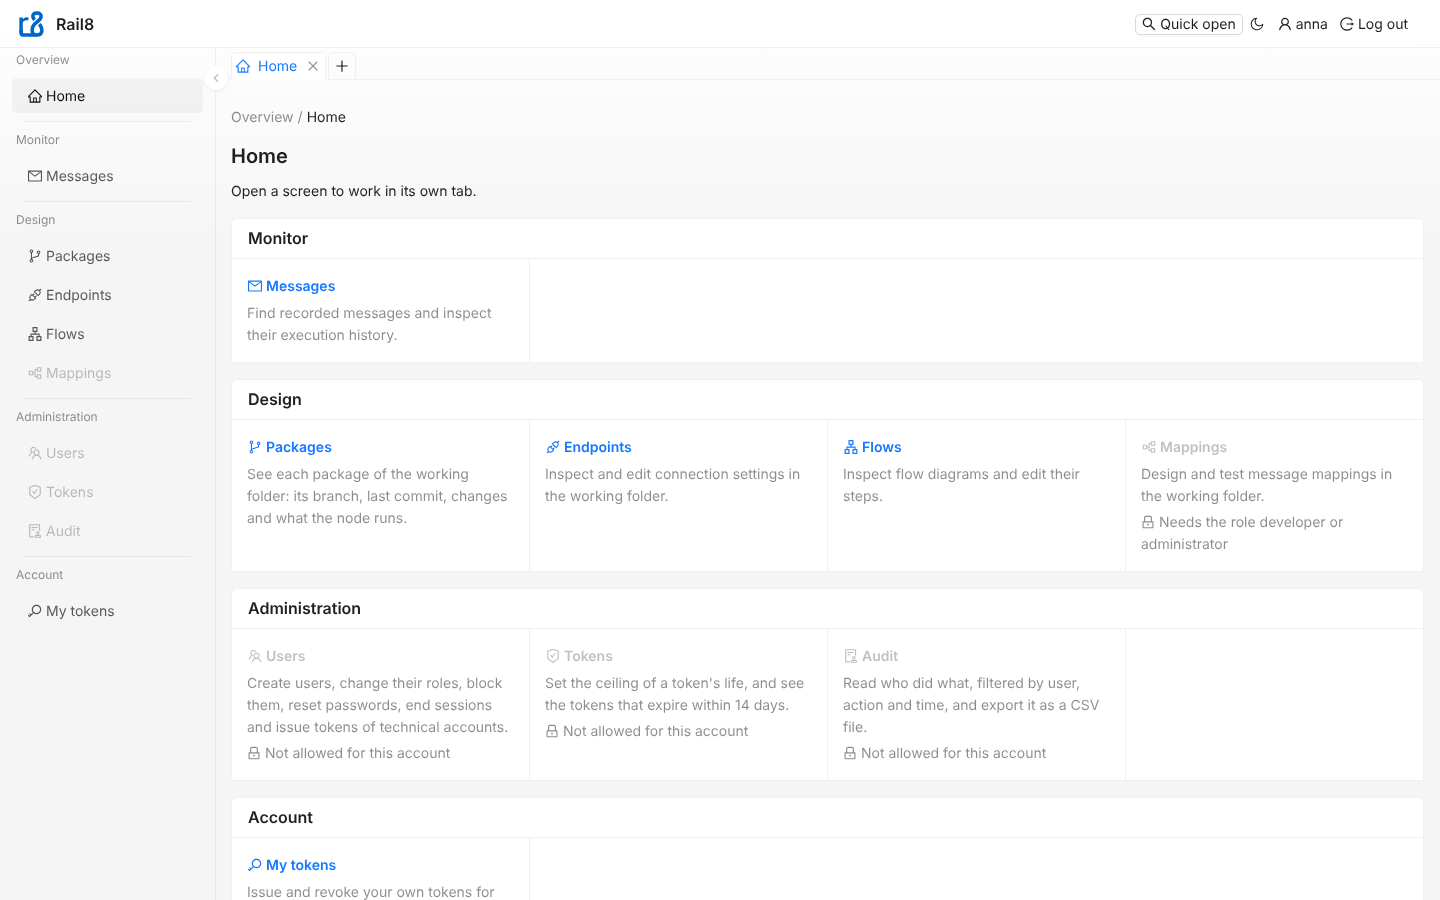 Rail8
Quick open
anna
Log out
Overview
Home
Monitor
Messages
Design
Packages
Endpoints
Flows
Mappings
Administration
Users
Tokens
Audit
Account
My tokens
Home
Overview / Home
Home
Open a screen to work in its own tab.
Monitor
Messages
Find recorded messages and inspect
their execution history.
Design
Packages
See each package of the working
folder: its branch, last commit, changes
and what the node runs.
Endpoints
Inspect and edit connection settings in
the working folder.
Flows
Inspect flow diagrams and edit their
steps.
Mappings
Design and test message mappings in
the working folder.
Needs the role developer or
administrator
Administration
Users
Create users, change their roles, block
them, reset passwords, end sessions
and issue tokens of technical accounts.
Not allowed for this account
Tokens
Set the ceiling of a token's life, and see
the tokens that expire within 14 days.
Not allowed for this account
Audit
Read who did what, filtered by user,
action and time, and export it as a CSV
file.
Not allowed for this account
Account
My tokens
Issue and revoke your own tokens for